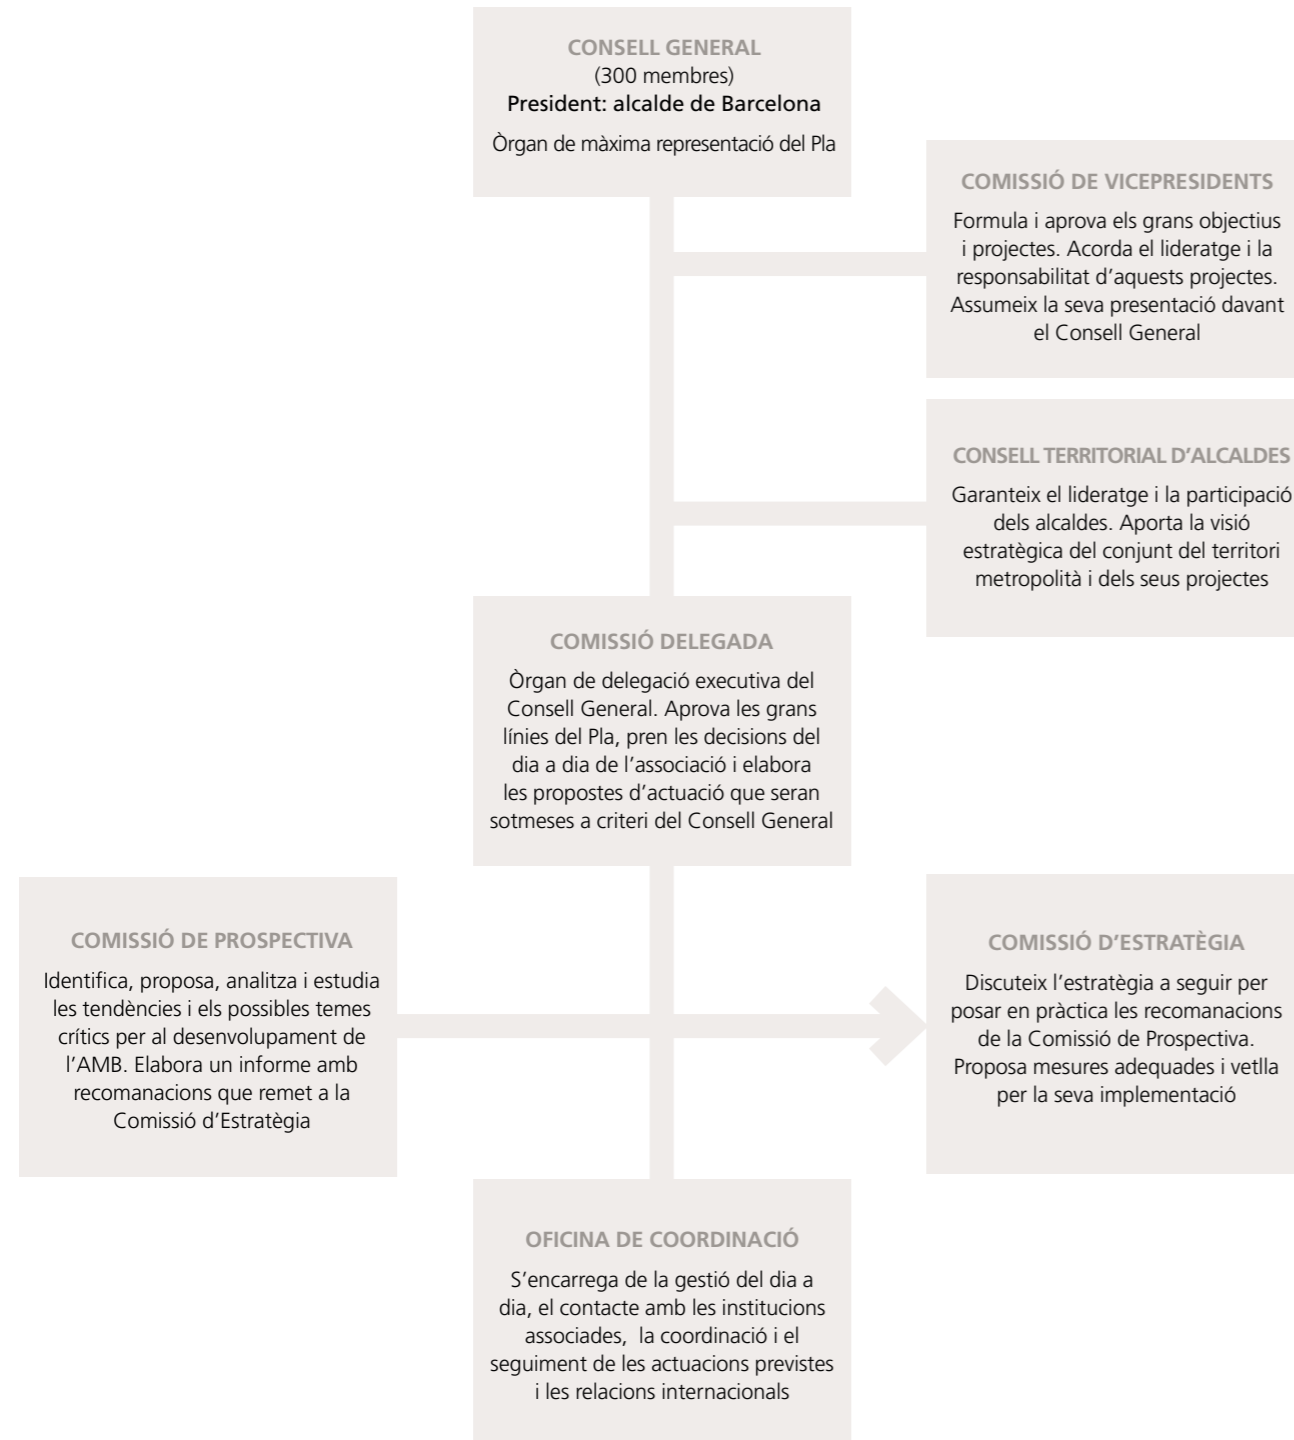 CONSELL GENERAL
(300 membres)
President: alcalde de Barcelona
Òrgan de màxima representació del Pla
COMISSIÓ DE VICEPRESIDENTS
Formula i aprova els grans objectius
i projectes. Acorda el lideratge i la
responsabilitat d’aquests projectes.
Assumeix la seva presentació davant
el Consell General
CONSELL TERRITORIAL D’ALCALDES
Garanteix el lideratge i la participació
dels alcaldes. Aporta la visió
estratègica del conjunt del territori
metropolità i dels seus projectes
COMISSIÓ DELEGADA
Òrgan de delegació executiva del
Consell General. Aprova les grans
línies del Pla, pren les decisions del
dia a dia de l’associació i elabora
les propostes d’actuació que seran
sotmeses a criteri del Consell General
COMISSIÓ DE PROSPECTIVA
Identifica, proposa, analitza i estudia
les tendències i els possibles temes
crítics per al desenvolupament de
l’AMB. Elabora un informe amb
recomanacions que remet a la
Comissió d’Estratègia
COMISSIÓ D’ESTRATÈGIA
Discuteix l’estratègia a seguir per
posar en pràctica les recomanacions
de la Comissió de Prospectiva.
Proposa mesures adequades i vetlla
per la seva implementació
OFICINA DE COORDINACIÓ
S’encarrega de la gestió del dia a
dia, el contacte amb les institucions
associades, la coordinació i el
seguiment de les actuacions previstes
i les relacions internacionals